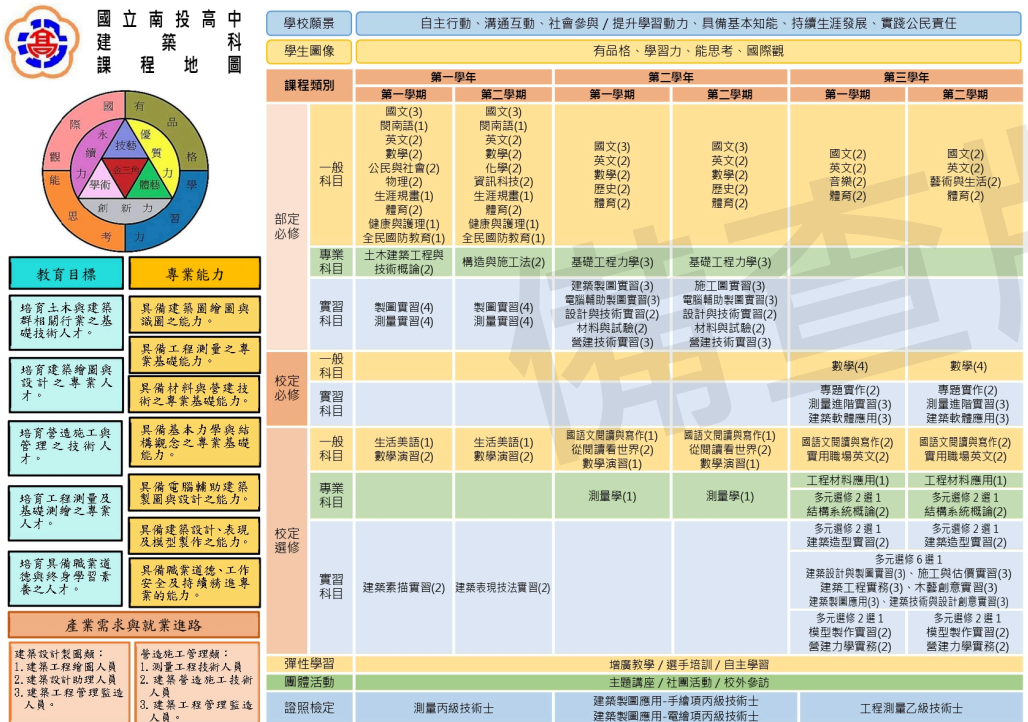 國立南投高中
建築科
課程地圖
國際觀
有品格
學習力
能思考
永續力
優質力
創新力
技藝
金三角
學術
體藝
教育目標
培育土木與建築
群相關行業之基
礎技術人才。
培育建築繪圖與
設計之專業人
才。
培育營造施工與
管理之技術人
才。
培育工程測量及
基礎測繪之專業
人才。
培育具備職業道
德與終身學習素
養之人才。
專業能力
具備建築圖繪圖與
識圖之能力。
具備工程測量之專
業基礎能力。
具備材料與營建技
術之專業基礎能力。
具備基本力學與結
構觀念之專業基礎
能力。
具備電腦輔助建築
製圖與設計之能力。
具備建築設計、表現
及模型製作之能力。
具備職業道德、工作
安全及持續精進專
業的能力。
產業需求與就業進路
建築設計製圖類：
1.建築工程繪圖人員
2.建築設計助理人員
3.建築工程管理監造
人員。
營造施工管理類：
1.測量工程技術人員
2.建築營造施工技術
人員
3.建築工程管理監造
人員。
學校願景
自主行動、溝通互動、社會參與 / 提升學習動力、具備基本知能、持續生涯發展、實踐公民責任
學生圖像
有品格、學習力、能思考、國際觀
課程類別
第一學年 第二學年 第三學年
第一學期 第二學期 第一學期 第二學期 第一學期 第二學期
部定
必修
一般
科目
國文(3)
閩南語(1)
英文(2)
數學(2)
公民與社會(2)
物理(2)
生涯規畫(1)
體育(2)
健康與護理(1)
全民國防教育(1)
國文(3)
閩南語(1)
英文(2)
數學(2)
化學(2)
資訊科技(2)
生涯規畫(1)
體育(2)
健康與護理(1)
全民國防教育(1)
國文(3)
英文(2)
數學(2)
歷史(2)
體育(2)
國文(3)
英文(2)
數學(2)
歷史(2)
體育(2)
國文(2)
英文(2)
音樂(2)
體育(2)
國文(2)
英文(2)
藝術與生活(2)
體育(2)
專業
科目
土木建築工程與
技術概論(2)
構造與施工法(2)
基礎工程力學(3)
基礎工程力學(3)
實習
科目
製圖實習(4)
測量實習(4)
製圖實習(4)
測量實習(4)
建築製圖實習(3)
電腦輔助製圖實習(3)
設計與技術實習(2)
材料與試驗(2)
營建技術實習(3)
施工圖實習(3)
電腦輔助製圖實習(3)
設計與技術實習(2)
材料與試驗(2)
營建技術實習(3)
校定
必修
一般
科目
數學(4)
數學(4)
實習
科目
專題實作(2)
測量進階實習(3)
建築軟體應用(3)
專題實作(2)
測量進階實習(3)
建築軟體應用(3)
校定
選修
一般
科目
生活美語(1)
數學演習(2)
生活美語(1)
數學演習(2)
國語文閱讀與寫作(1)
從閱讀看世界(2)
數學演習(1)
國語文閱讀與寫作(1)
從閱讀看世界(2)
數學演習(1)
國語文閱讀與寫作(2)
實用職場英文(2)
國語文閱讀與寫作(2)
實用職場英文(2)
專業
科目
測量學(1)
測量學(1)
工程材料應用(1)
多元選修 2 選 1
結構系統概論(2)
工程材料應用(1)
多元選修 2 選 1
結構系統概論(2)
實習
科目
建築素描實習(2)
建築表現技法實習(2)
多元選修 2 選 1
建築造型實習(2)
多元選修 2 選 1
建築造型實習(2)
多元選修 6 選 1
建築設計與製圖實習(3)、施工與估價實習(3)
建築工程實務(3)、木藝創意實習(3)
建築製圖應用(3)、建築技術與設計創意實習(3)
多元選修 2 選 1
模型製作實習(2)
營建力學實務(2)
多元選修 2 選 1
模型製作實習(2)
營建力學實務(2)
彈性學習
增廣教學 / 選手培訓 / 自主學習
團體活動
主題講座 / 社團活動 / 校外參訪
證照檢定
測量丙級技術士
建築製圖應用-手繪項丙級技術士
建築製圖應用-電繪項丙級技術士
工程測量乙級技術士
備查版